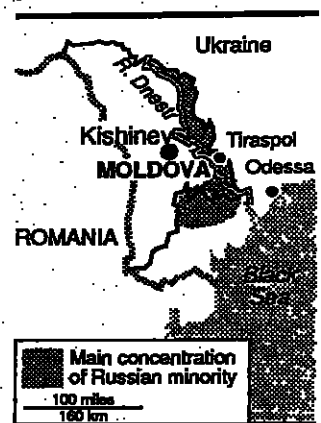 Ukraine
R. Dnestr
Kishinev
Tiraspol
MOLDOVA
Odessa
ROMANIA
Black
Sea
Main concentration
of Russian minority
100 miles
160 km